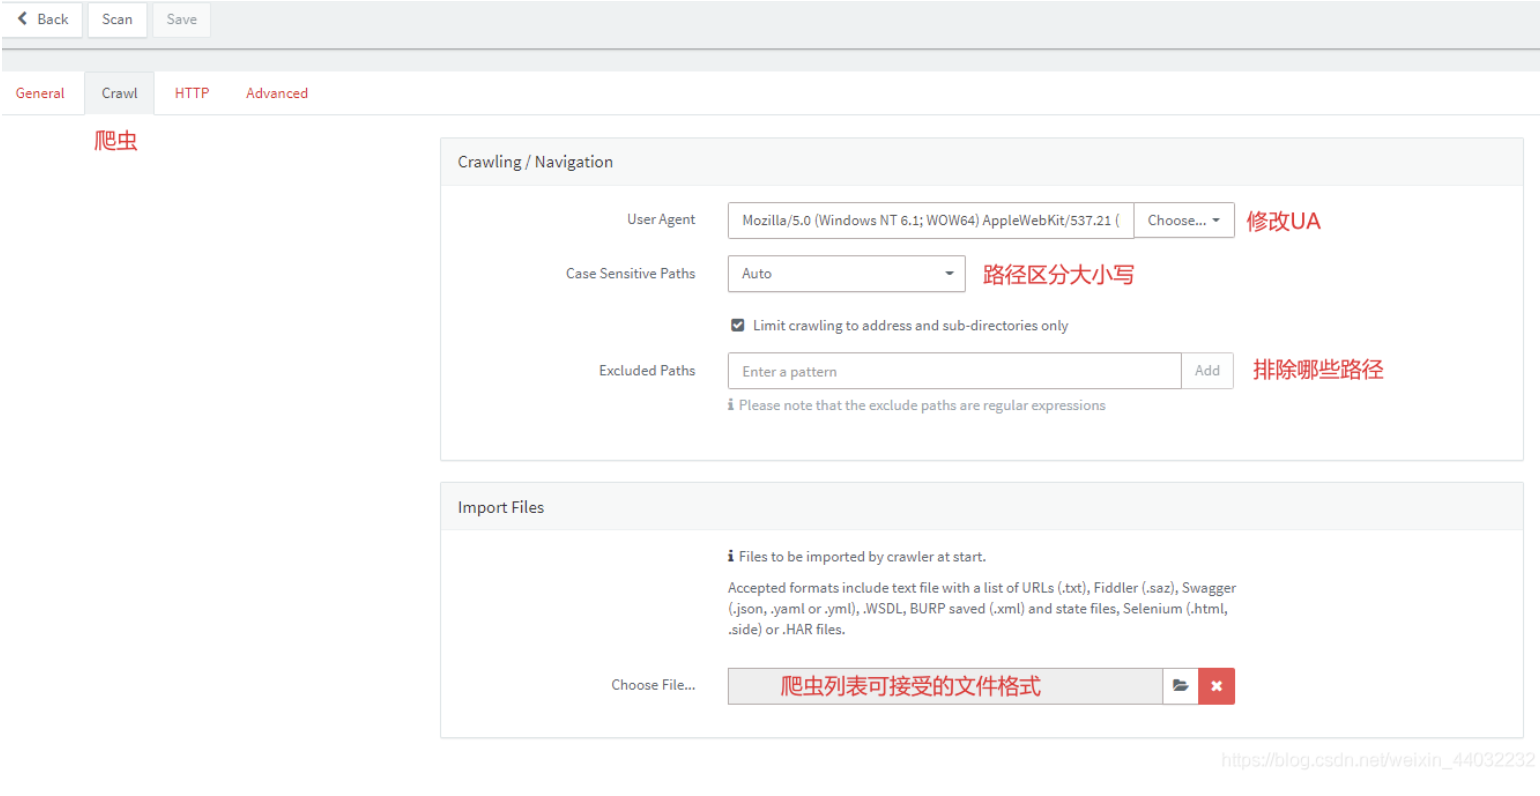 Back Scan Save
General Crawl HTTP Advanced
爬虫
Crawling / Navigation
User Agent Mozilla/5.0 (Windows NT 6.1; WOW64) AppleWebKit/537.21 ( Choose... 修改UA
Case Sensitive Paths Auto 路径区分大小写
Limit crawling to address and sub-directories only
Excluded Paths Enter a pattern Add 排除哪些路径
Please note that the exclude paths are regular expressions
Import Files
Files to be imported by crawler at start.
Accepted formats include text file with a list of URLs (.txt), Fiddler (.saz), Swagger
(.json, .yaml or .yml), .WSDL, BURP saved (.xml) and state files, Selenium (.html,
.side) or .HAR files.
Choose File... 爬虫列表可接受的文件格式
https://blog.csdn.net/weixin_44032232